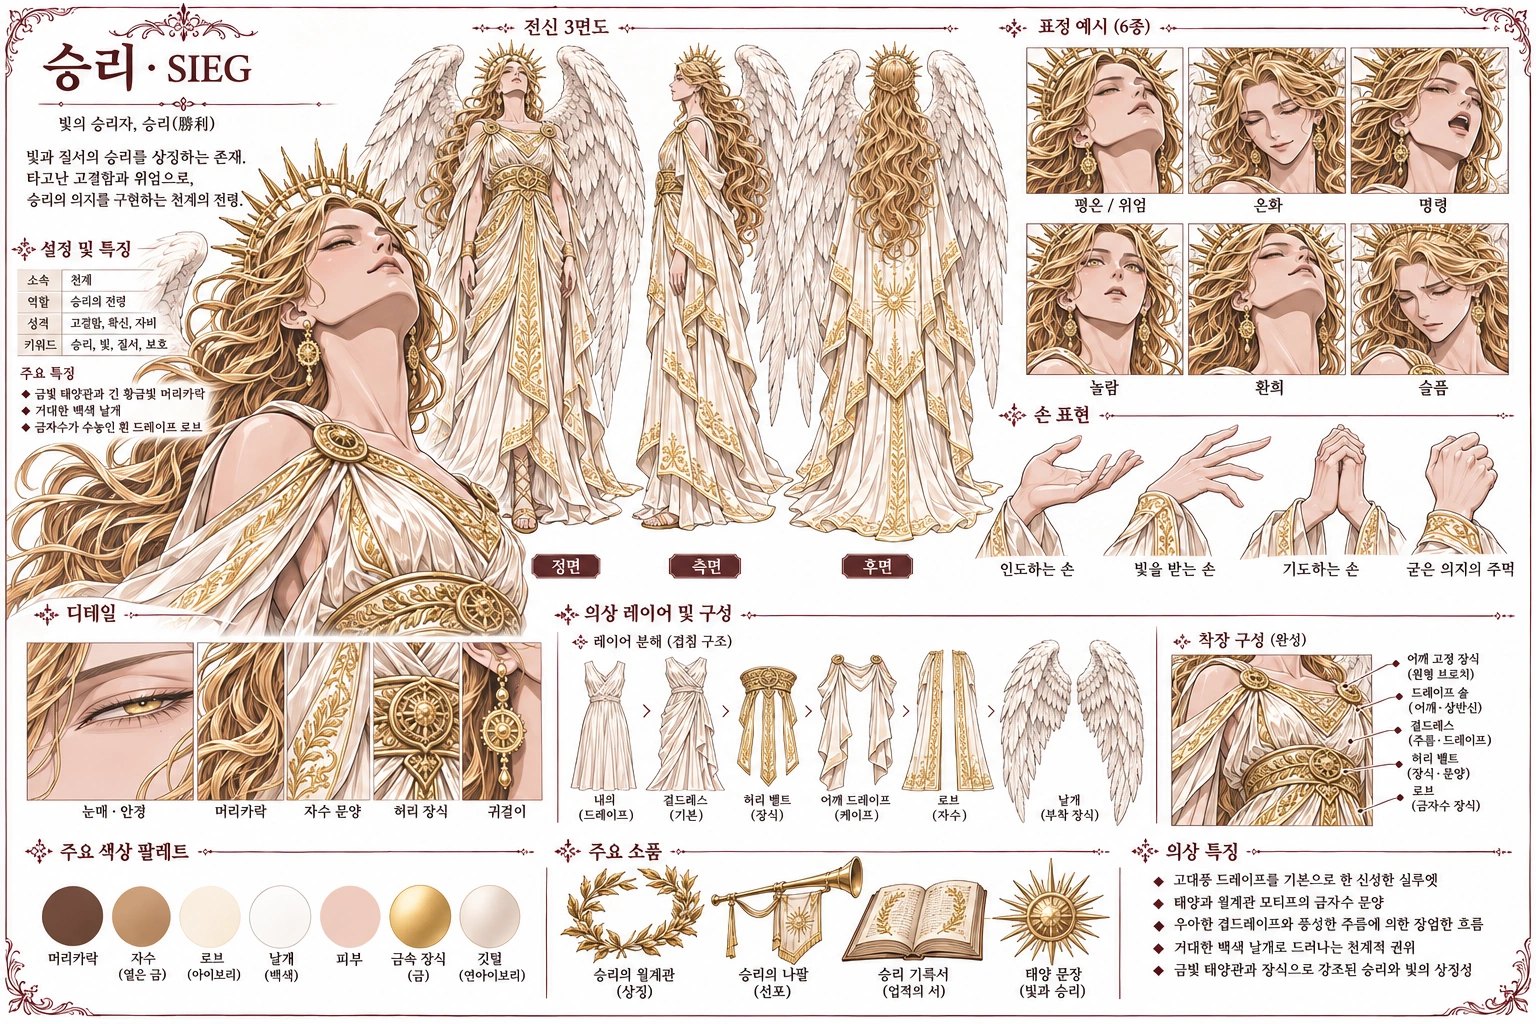 승리 · SIEG
빛의 승리자, 승리(勝利)
빛과 질서의 승리를 상징하는 존재.
타고난 고결함과 위엄으로,
승리의 의지를 구현하는 천계의 전령.
설정 및 특징
소속 천계
역할 승리의 전령
성격 고결함, 확신, 자비
키워드 승리, 빛, 질서, 보호
주요 특징
◆ 금빛 태양관과 긴 황금빛 머리카락
◆ 거대한 백색 날개
◆ 금자수가 수놓인 흰 드레이프 로브
전신 3면도
정면
측면
후면
표정 예시 (6종)
평온 / 위엄
온화
명령
놀람
환희
슬픔
손 표현
인도하는 손
빛을 받는 손
기도하는 손
굳은 의지의 주먹
디테일
눈매 · 안경
머리카락
자수 문양
허리 장식
귀걸이
의상 레이어 및 구성
레이어 분해 (겹침 구조)
내의
(드레이프)
겉드레스
(기본)
허리 벨트
(장식)
어깨 드레이프
(케이프)
로브
(자수)
날개
(부착 장식)
착장 구성 (완성)
어깨 고정 장식
(원형 브로치)
드레이프 숄
(어깨 · 상반신)
겉드레스
(주름 · 드레이프)
허리 벨트
(장식 · 문양)
로브
(금자수 장식)
주요 색상 팔레트
머리카락
자수
(옅은 금)
로브
(아이보리)
날개
(백색)
피부
금속 장식
(금)
깃털
(연아이보리)
주요 소품
승리의 월계관
(상징)
승리의 나팔
(선포)
승리 기록서
(업적의 서)
태양 문장
(빛과 승리)
의상 특징
◆ 고대풍 드레이프를 기본으로 한 신성한 실루엣
◆ 태양과 월계관 모티프의 금자수 문양
◆ 우아한 겹드레이프와 풍성한 주름에 의한 장엄한 흐름
◆ 거대한 백색 날개로 드러나는 천계적 권위
◆ 금빛 태양관과 장식으로 강조된 승리와 빛의 상징성